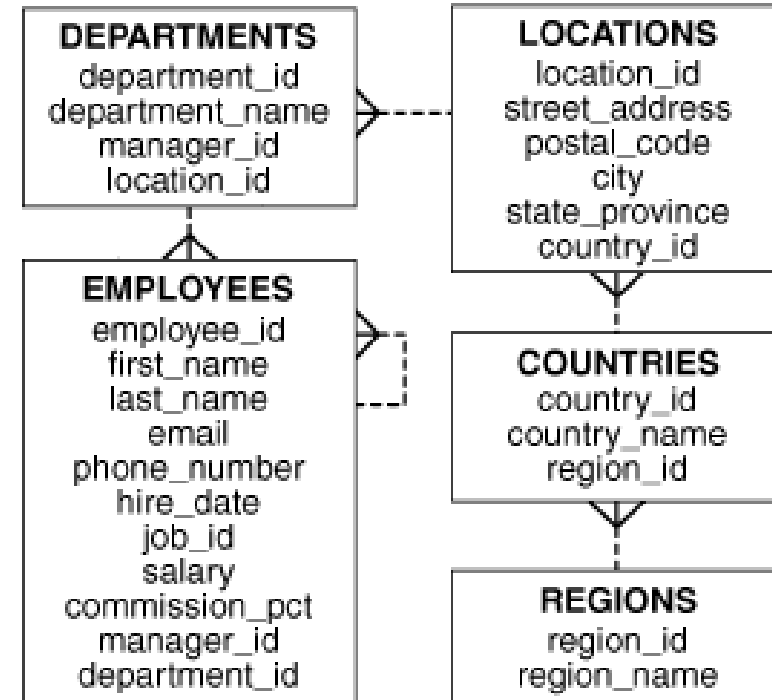 DEPARTMENTS
department_id
department_name
manager_id
location_id
EMPLOYEES
employee_id
first_name
last_name
email
phone_number
hire_date
job_id
salary
commission_pct
manager_id
department_id
LOCATIONS
location_id
street_address
postal_code
city
state_province
country_id
COUNTRIES
country_id
country_name
region_id
REGIONS
region_id
region_name